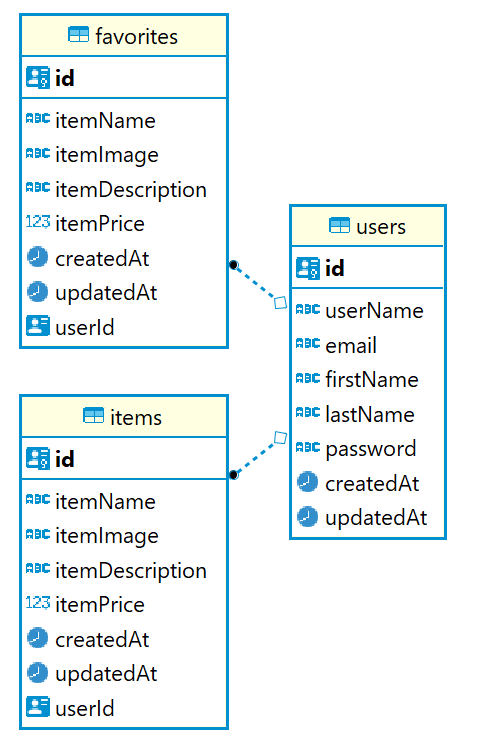 favorites
id
ABC itemName
ABC itemImage
ABC itemDescription
123 itemPrice
createdAt
updatedAt
userId
users
id
ABC userName
ABC email
ABC firstName
ABC lastName
ABC password
createdAt
updatedAt
items
id
ABC itemName
ABC itemImage
ABC itemDescription
123 itemPrice
createdAt
updatedAt
userId